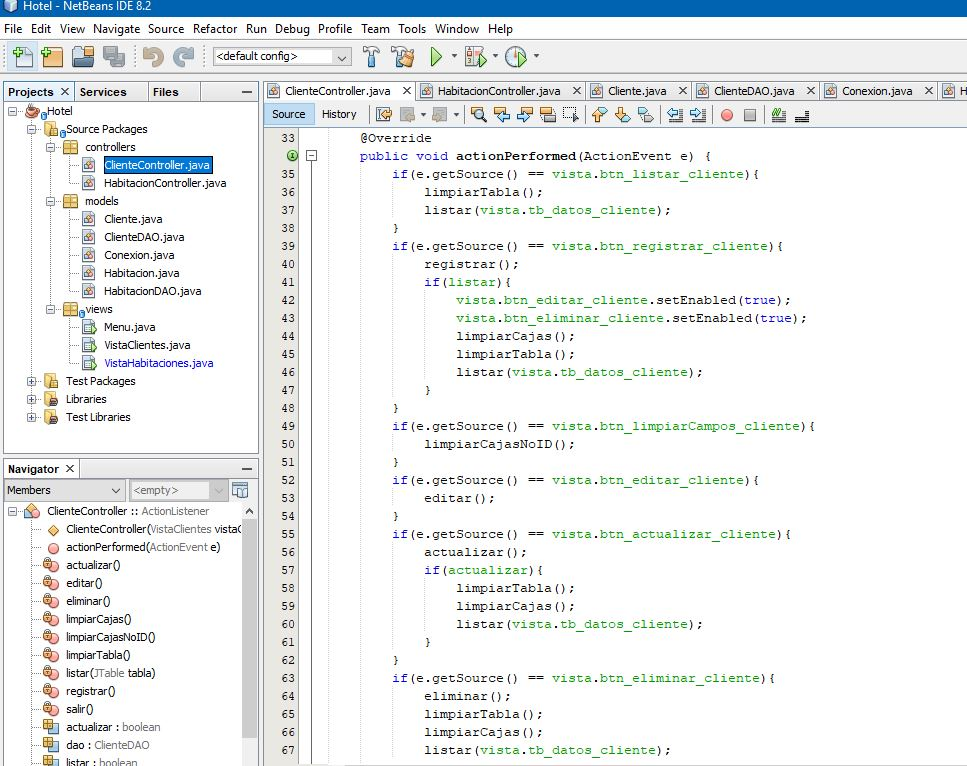 Hotel - NetBeans IDE 8.2
File Edit View Navigate Source Refactor Run Debug Profile Team Tools Window Help
<default config>
Projects Services Files
Hotel
Source Packages
controllers
ClienteController.java
HabitacionController.java
models
Cliente.java
ClienteDAO.java
Conexion.java
Habitacion.java
HabitacionDAO.java
views
Menu.java
VistaClientes.java
VistaHabitaciones.java
Test Packages
Libraries
Test Libraries
Navigator
Members <empty>
ClienteController :: ActionListener
ClienteController(VistaClientes vistaC
actionPerformed(ActionEvent e)
actualizar()
editar()
eliminar()
limpiarCajas()
limpiarCajasNoID()
limpiarTabla()
listar(JTable tabla)
registrar()
salir()
actualizar : boolean
dao : ClienteDAO
listar : boolean
ClienteController.java HabitacionController.java Cliente.java ClienteDAO.java Conexion.java H
Source History
33 @Override
public void actionPerformed(ActionEvent e) {
35 if(e.getSource() == vista.btn_listar_cliente){
36 limpiarTabla();
37 listar(vista.tb_datos_cliente);
38 }
39 if(e.getSource() == vista.btn_registrar_cliente){
40 registrar();
41 if(listar){
42 vista.btn_editar_cliente.setEnabled(true);
43 vista.btn_eliminar_cliente.setEnabled(true);
44 limpiarCajas();
45 limpiarTabla();
46 listar(vista.tb_datos_cliente);
47 }
48 }
49 if(e.getSource() == vista.btn_limpiarCampos_cliente){
50 limpiarCajasNoID();
51 }
52 if(e.getSource() == vista.btn_editar_cliente){
53 editar();
54 }
55 if(e.getSource() == vista.btn_actualizar_cliente){
56 actualizar();
57 if(actualizar){
58 limpiarTabla();
59 limpiarCajas();
60 listar(vista.tb_datos_cliente);
61 }
62 }
63 if(e.getSource() == vista.btn_eliminar_cliente){
64 eliminar();
65 limpiarTabla();
66 limpiarCajas();
67 listar(vista.tb_datos_cliente);